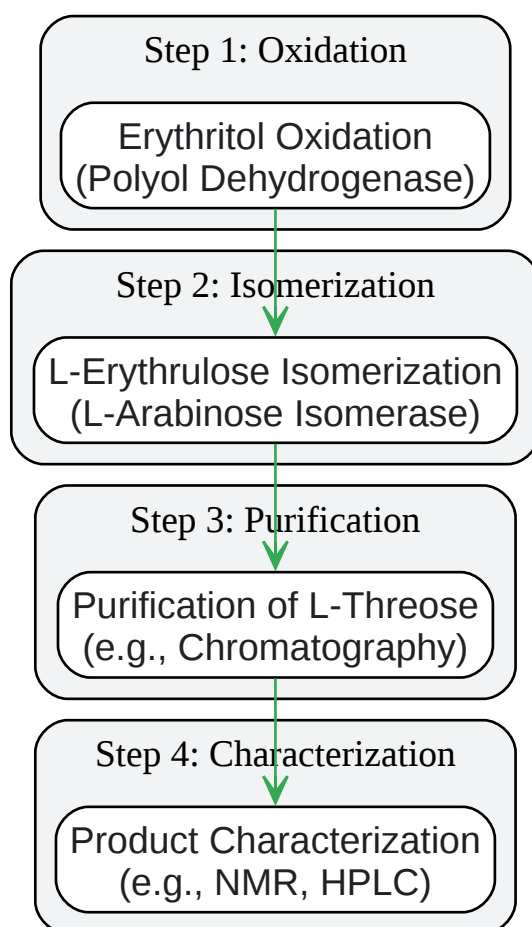 Step 1: Oxidation
Erythritol Oxidation
(Polyol Dehydrogenase)
Step 2: Isomerization
L-Erythrulose Isomerization
(L-Arabinose Isomerase)
Step 3: Purification
Purification of L-Threose
(e.g., Chromatography)
Step 4: Characterization
Product Characterization
(e.g., NMR, HPLC)